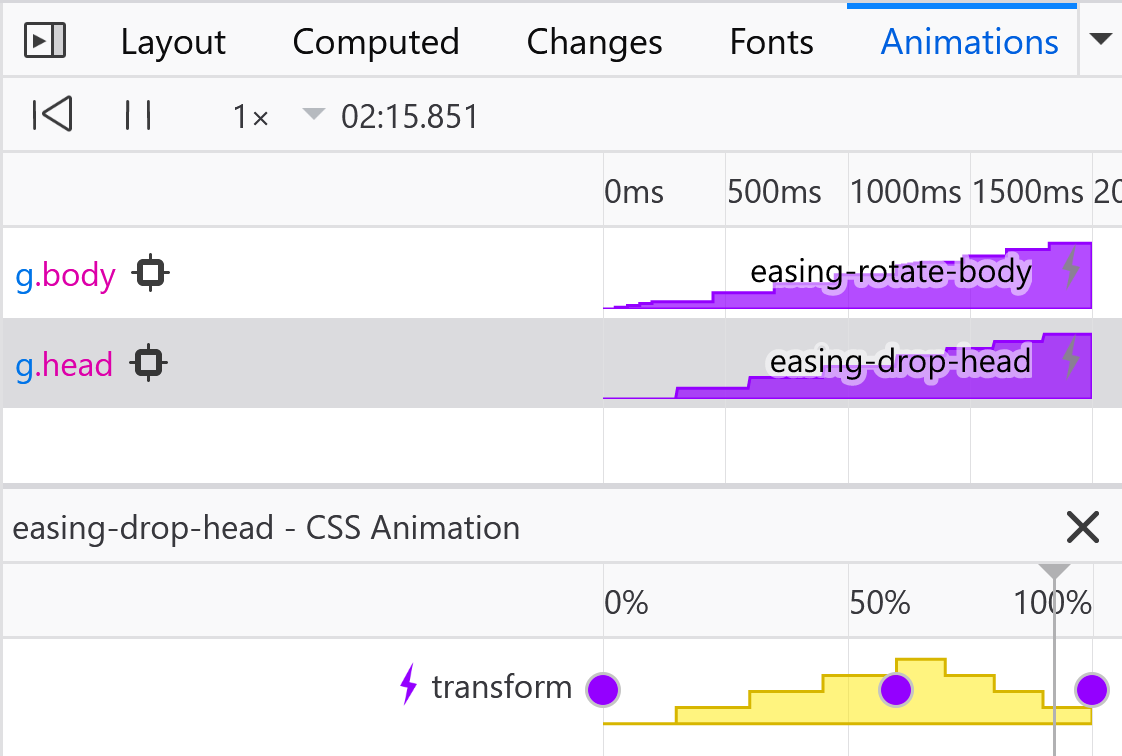 Layout Computed Changes Fonts Animations
1× 02:15.851
0ms 500ms 1000ms 1500ms 20
g.body easing-rotate-body
g.head easing-drop-head
easing-drop-head - CSS Animation
0% 50% 100%
transform